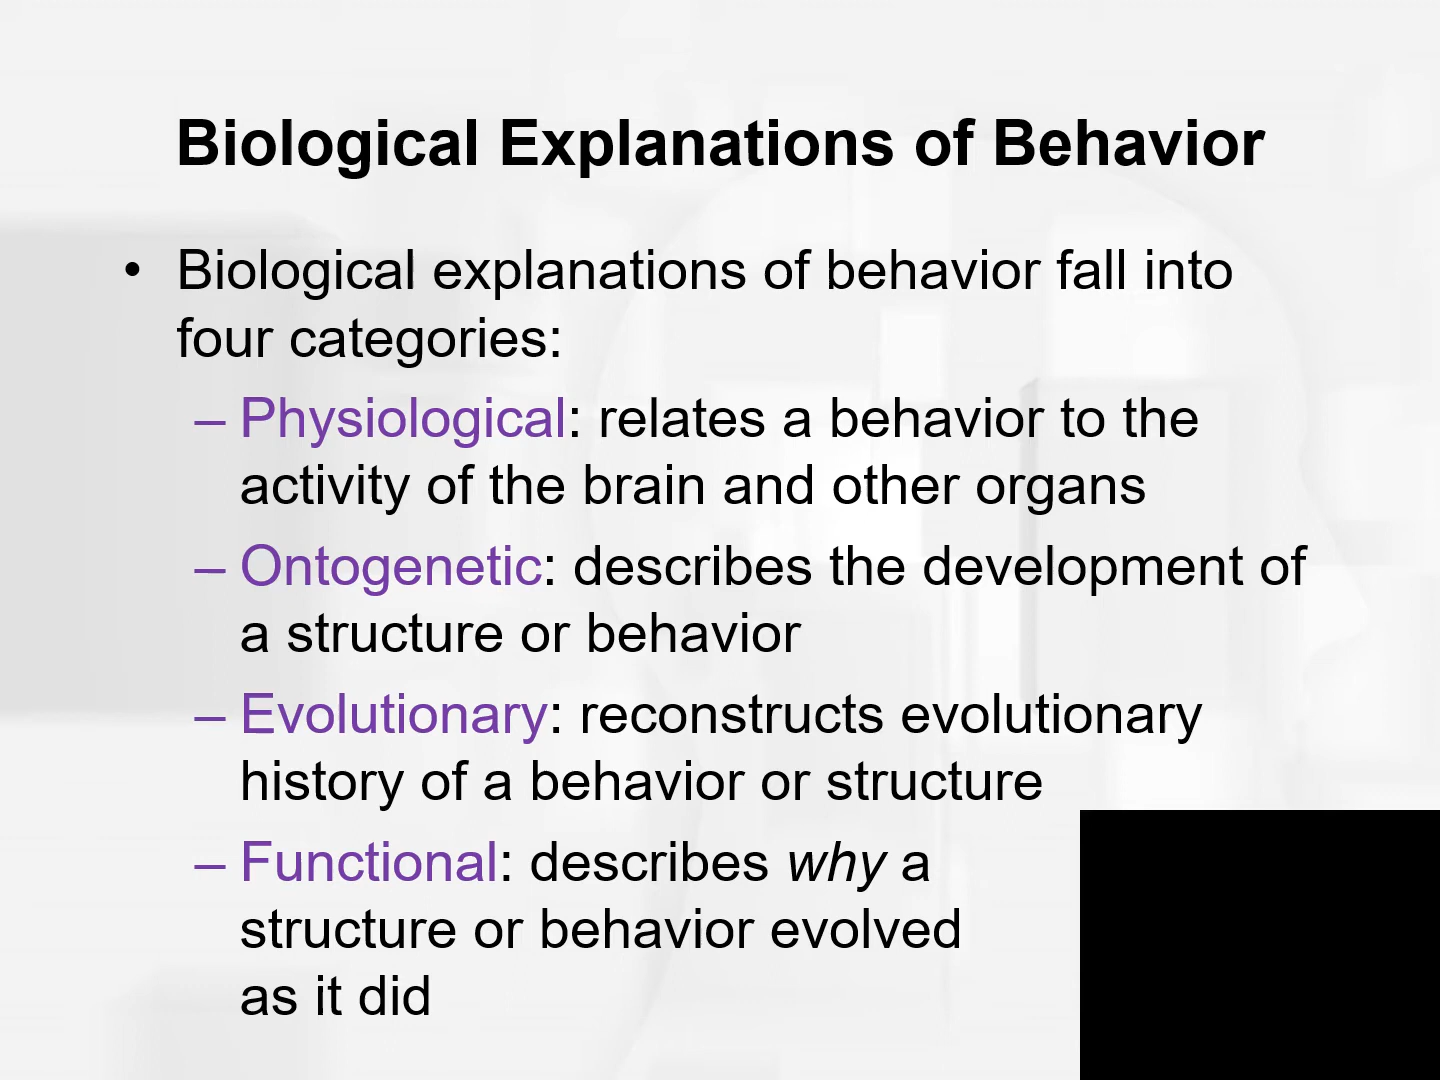 Biological Explanations of Behavior
• Biological explanations of behavior fall into
four categories:
– Physiological: relates a behavior to the
activity of the brain and other organs
– Ontogenetic: describes the development of
a structure or behavior
– Evolutionary: reconstructs evolutionary
history of a behavior or structure
– Functional: describes why a
structure or behavior evolved
as it did